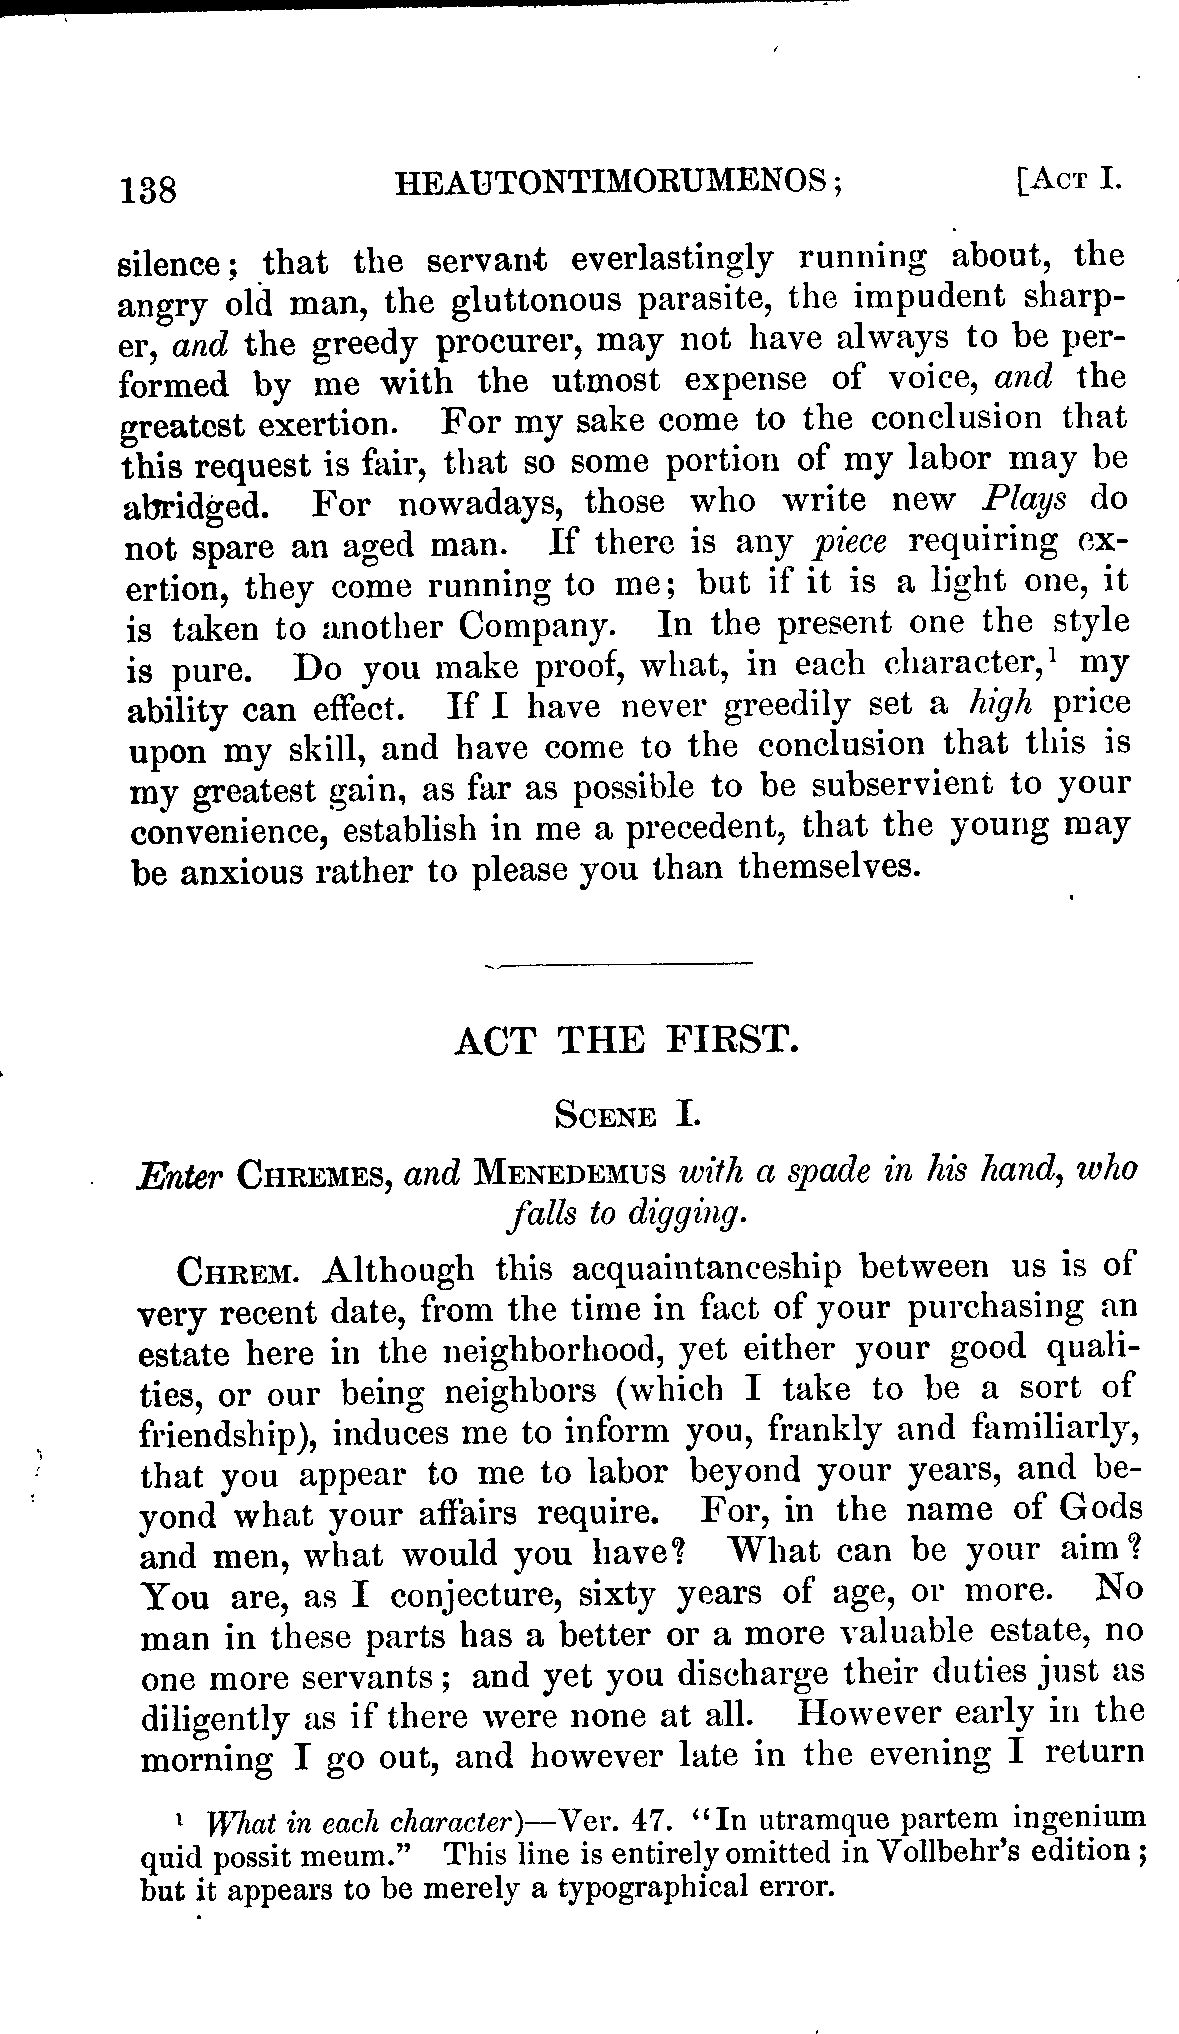 138 HEAUTONTIMORUMENOS; [ACT I.
silence; that the servant everlastingly running about, the
angry old man, the gluttonous parasite, the impudent sharp-
er, and the greedy procurer, may not have always to be per-
formed by me with the utmost expense of voice, and the
greatest exertion. For my sake come to the conclusion that
this request is fair, that so some portion of my labor may be
abridged. For nowadays, those who write new Plays do
not spare an aged man. If there is any piece requiring ex-
ertion, they come running to me; but if it is a light one, it
is taken to another Company. In the present one the style
is pure. Do you make proof, what, in each character,¹ my
ability can effect. If I have never greedily set a high price
upon my skill, and have come to the conclusion that this is
my greatest gain, as far as possible to be subservient to your
convenience, establish in me a precedent, that the young may
be anxious rather to please you than themselves.
ACT THE FIRST.
SCENE I.
Enter CHREMES, and MENEDEMUS with a spade in his hand, who
falls to digging.
CHREM. Although this acquaintanceship between us is of
very recent date, from the time in fact of your purchasing an
estate here in the neighborhood, yet either your good quali-
ties, or our being neighbors (which I take to be a sort of
friendship), induces me to inform you, frankly and familiarly,
that you appear to me to labor beyond your years, and be-
yond what your affairs require. For, in the name of Gods
and men, what would you have? What can be your aim?
You are, as I conjecture, sixty years of age, or more. No
man in these parts has a better or a more valuable estate, no
one more servants; and yet you discharge their duties just as
diligently as if there were none at all. However early in the
morning I go out, and however late in the evening I return
¹ What in each character)—Ver. 47. "In utramque partem ingenium
quid possit meum." This line is entirely omitted in Vollbehr's edition;
but it appears to be merely a typographical error.